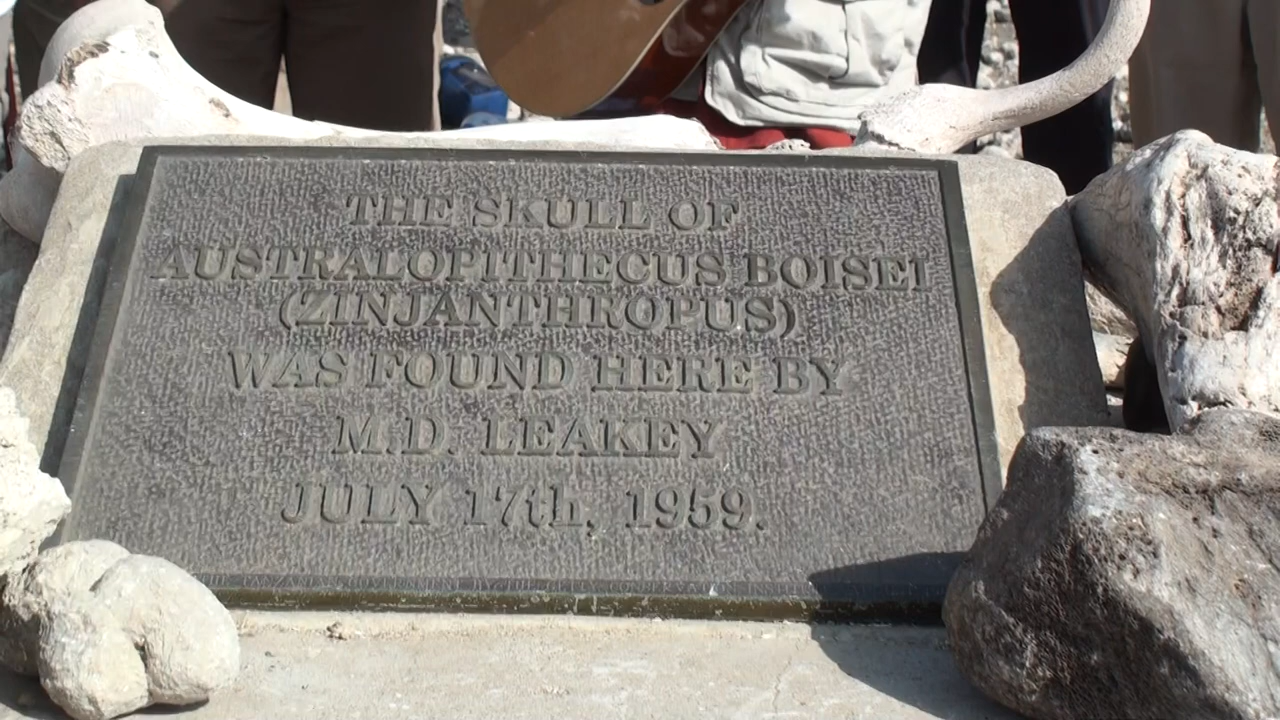 THE SKULL OF
AUSTRALOPITHECUS BOISEI
(ZINJANTHROPUS)
WAS FOUND HERE BY
M.D. LEAKEY
JULY 17th, 1959.